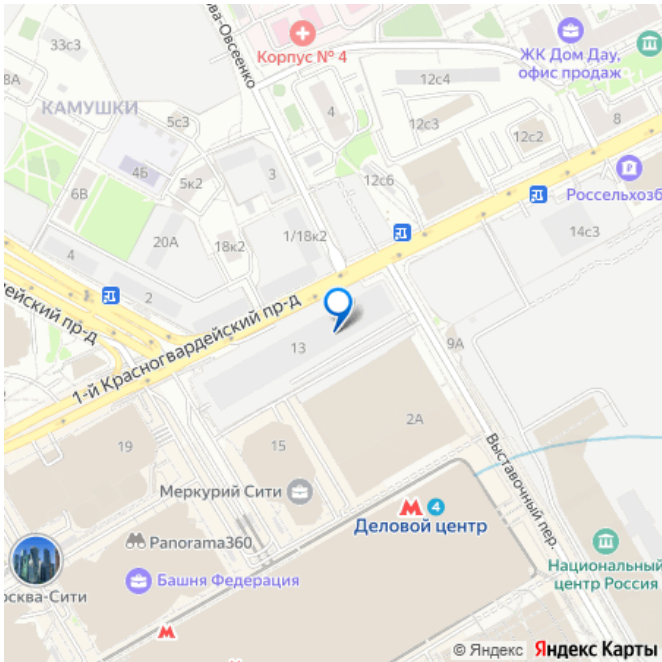 33с3
ва-Овсеенко
Корпус № 4
ЖК Дом Дау,
офис продаж
8А
12с4
КАМУШКИ
5с3
4
12с3
12с2
8
4Б
3
12с6
6В
5к2
Россельхозб
20А
18к2
1/18к2
14с3
4
2
ейский пр-д
1-й Красногвардейский пр-д
13
9А
2А
19
15
Выставочный пер.
Меркурий Сити
4
Деловой центр
Panorama360
Национальный
центр Россия
Башня Федерация
осква-Сити
© Яндекс Яндекс Карты